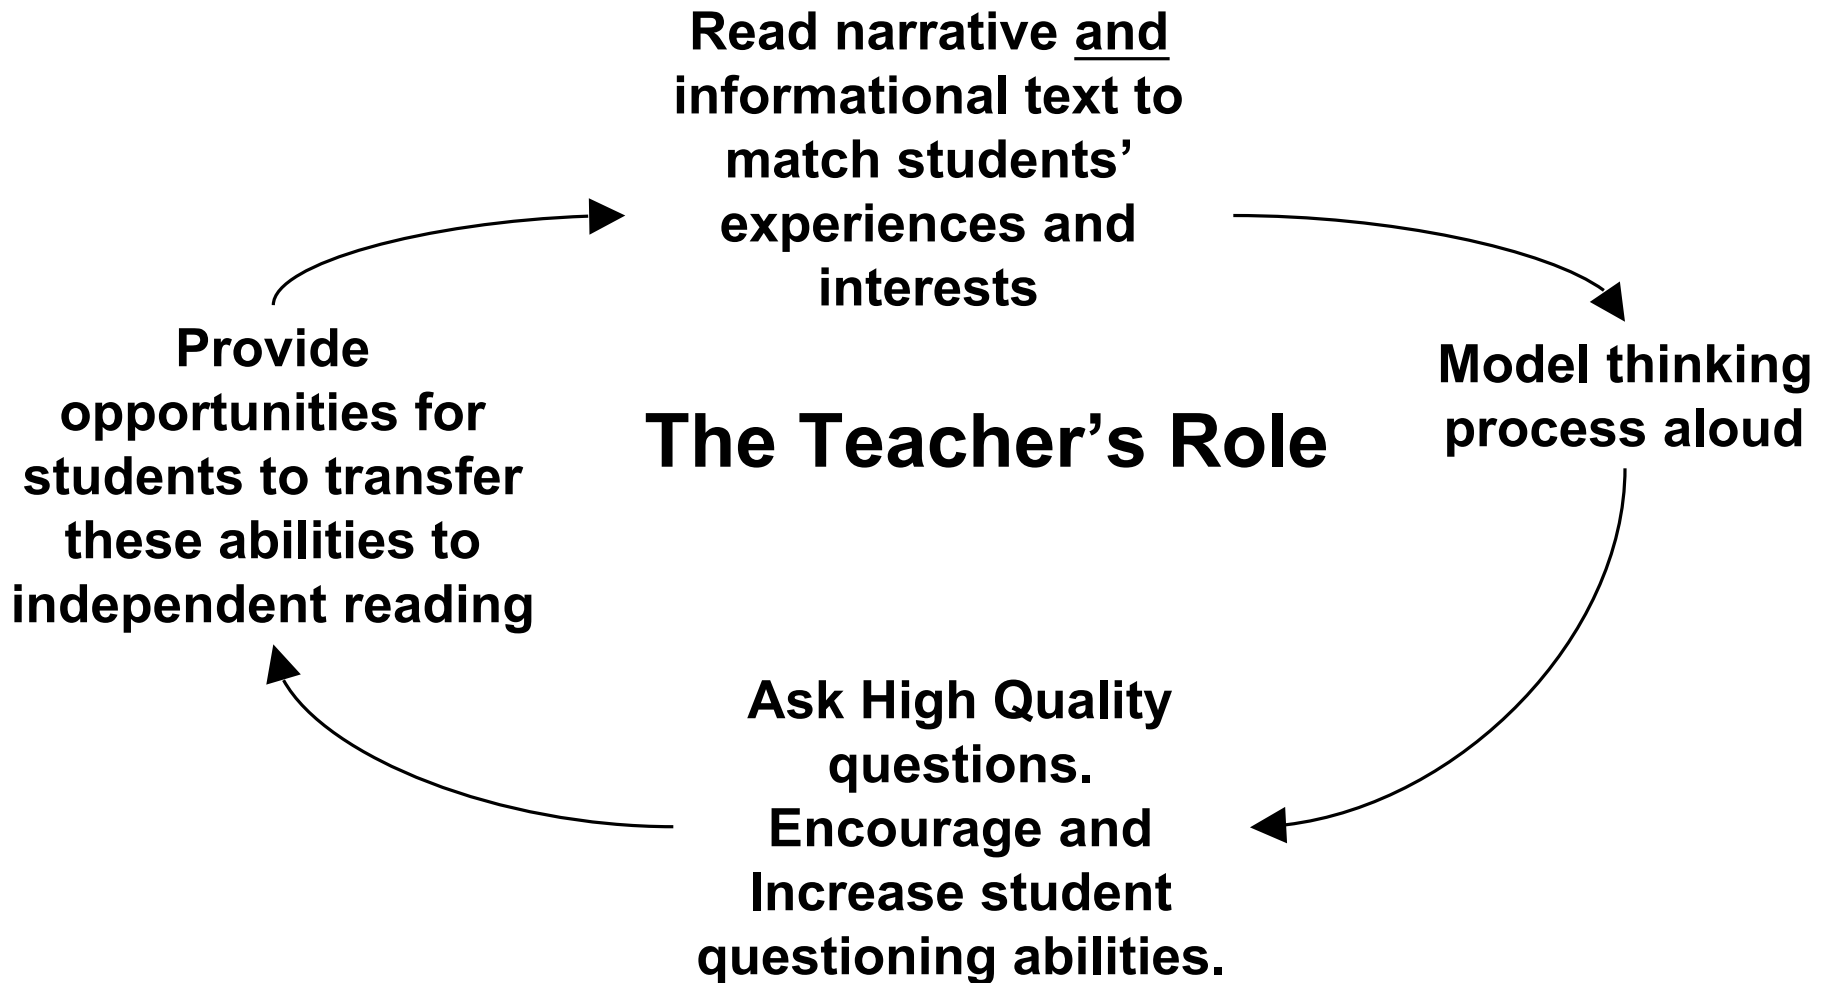 Read narrative and
informational text to
match students’
experiences and
interests
Model thinking
process aloud
The Teacher’s Role
Ask High Quality
questions.
Encourage and
Increase student
questioning abilities.
Provide
opportunities for
students to transfer
these abilities to
independent reading